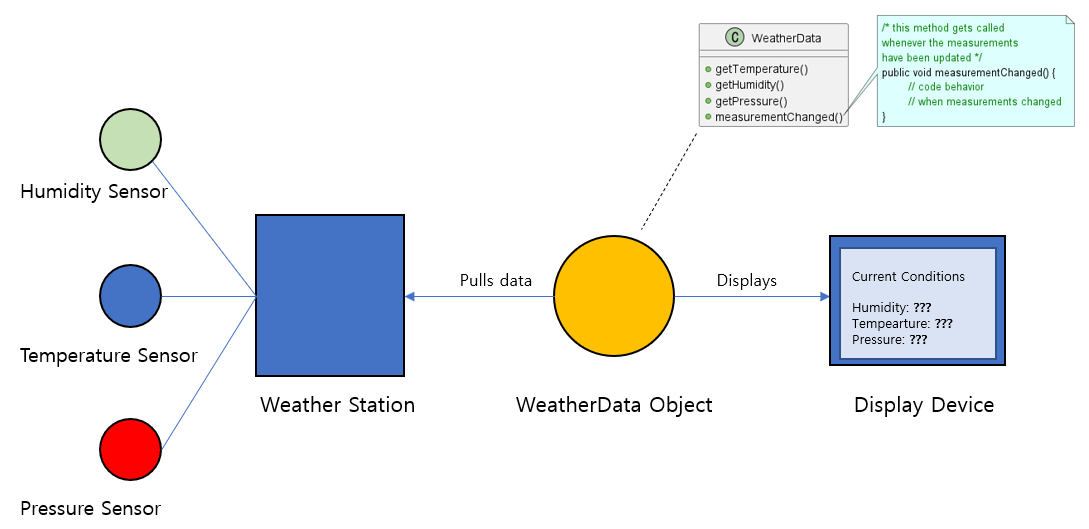 C WeatherData
getTemperature()
getHumidity()
getPressure()
measurementChanged()
/* this method gets called
whenever the measurements
have been updated */
public void measurementChanged() {
// code behavior
// when measurements changed
}
Humidity Sensor
Temperature Sensor
Pressure Sensor
Weather Station
Pulls data
WeatherData Object
Displays
Current Conditions
Humidity: ???
Tempearture: ???
Pressure: ???
Display Device